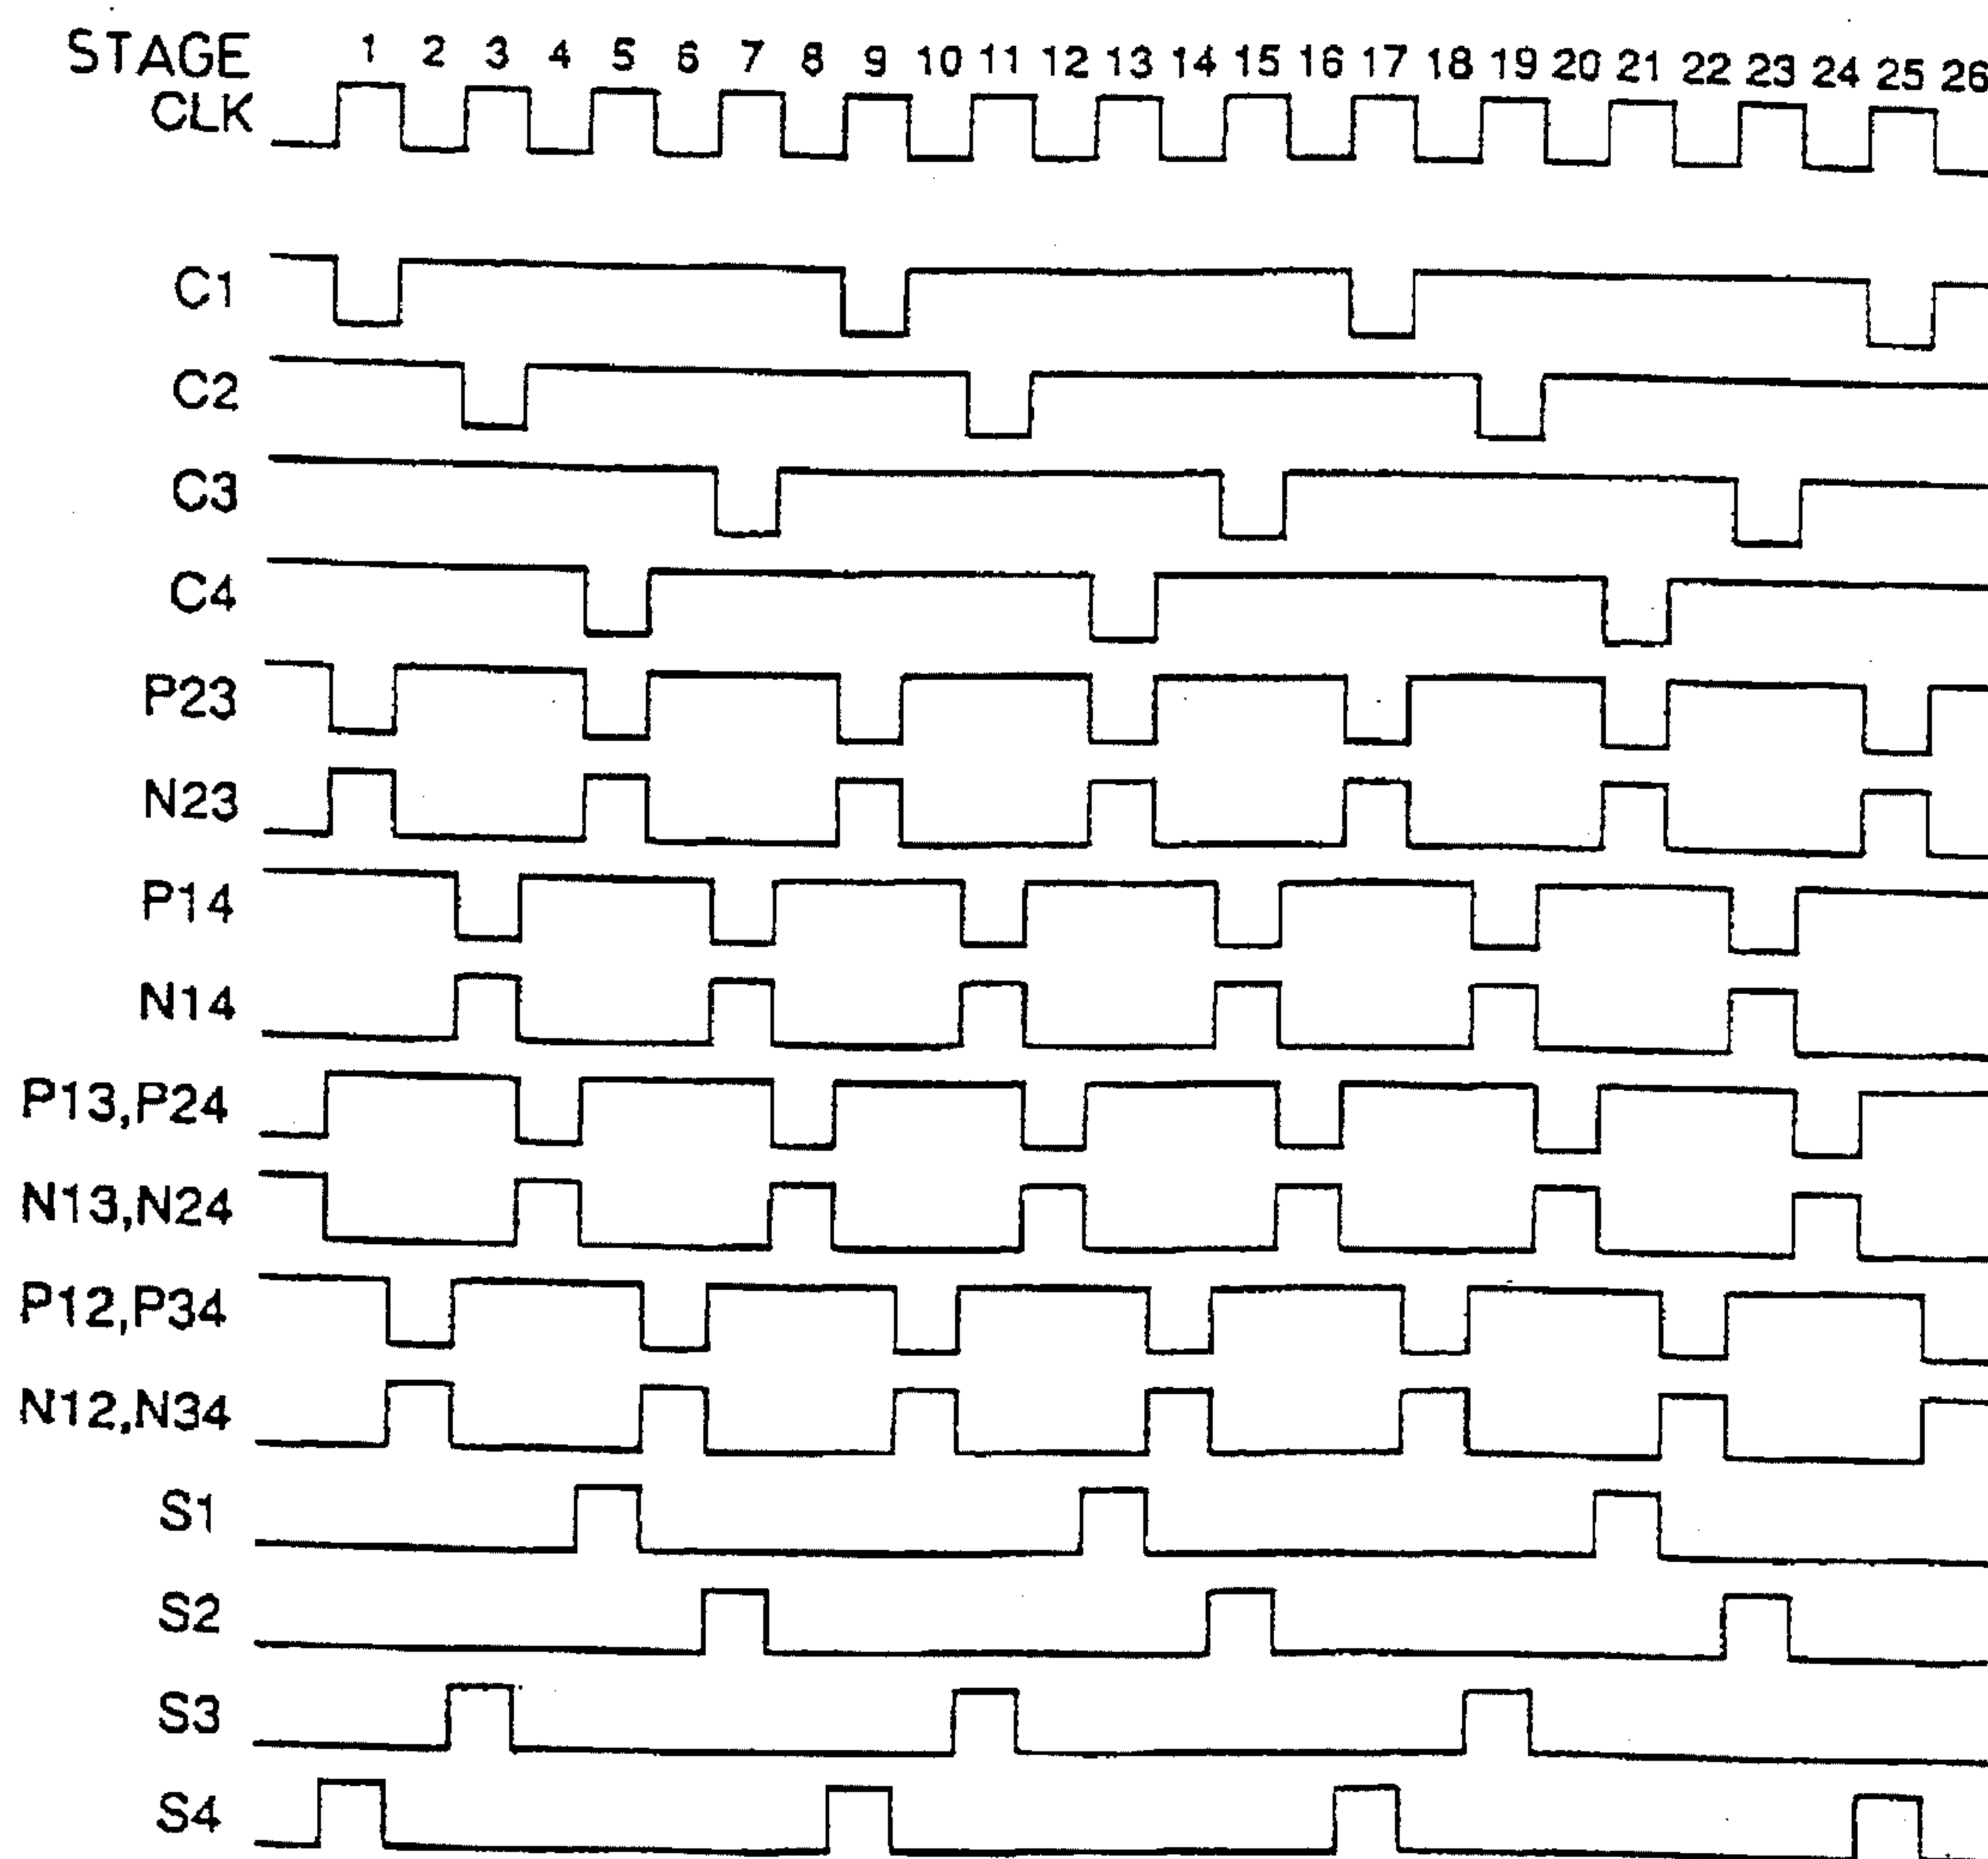 STAGE 1 2 3 4 5 6 7 8 9 10 11 12 13 14 15 16 17 18 19 20 21 22 23 24 25 26
CLK
C1
C2
C3
C4
P23
N23
P14
N14
P13,P24
N13,N24
P12,P34
N12,N34
S1
S2
S3
S4